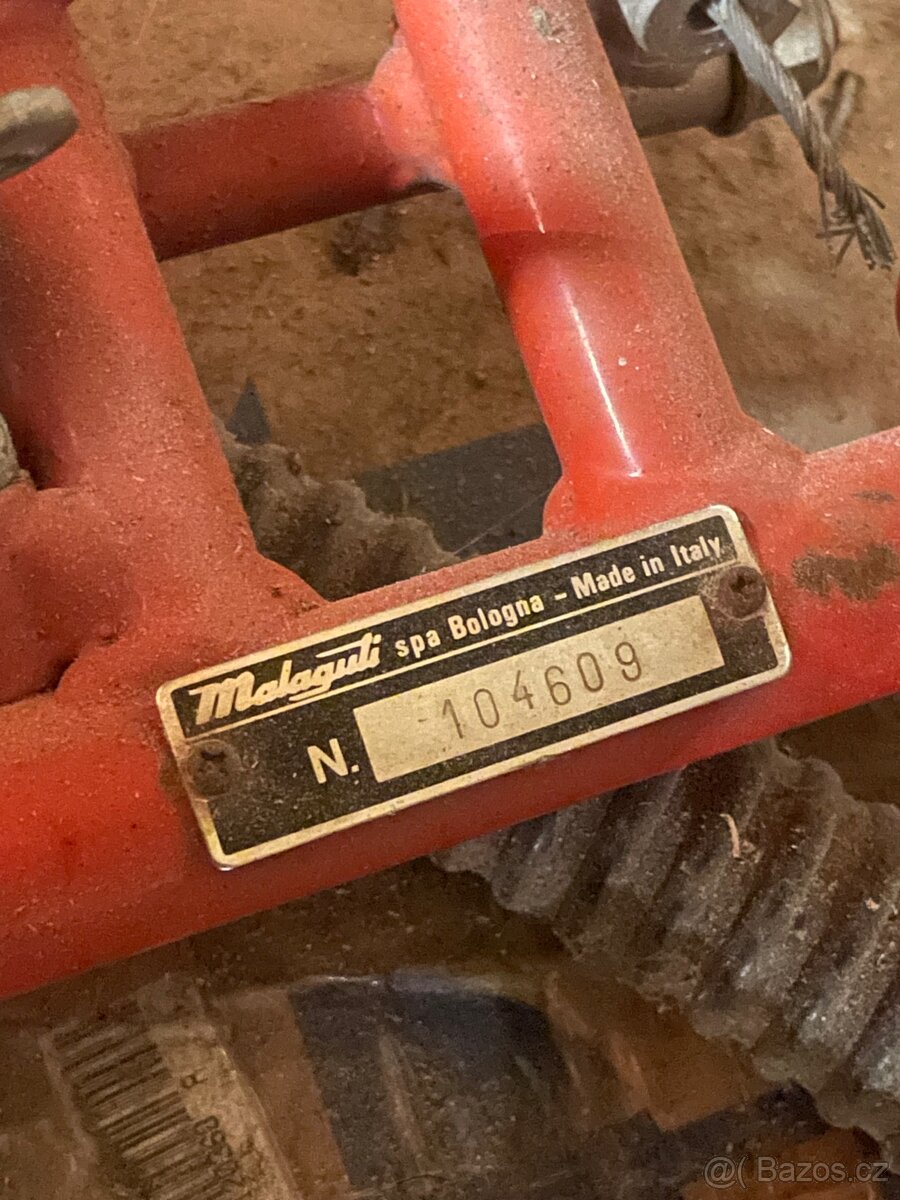 Malaguti spa Bologna - Made in Italy
N. 104609
@( Bazos.cz